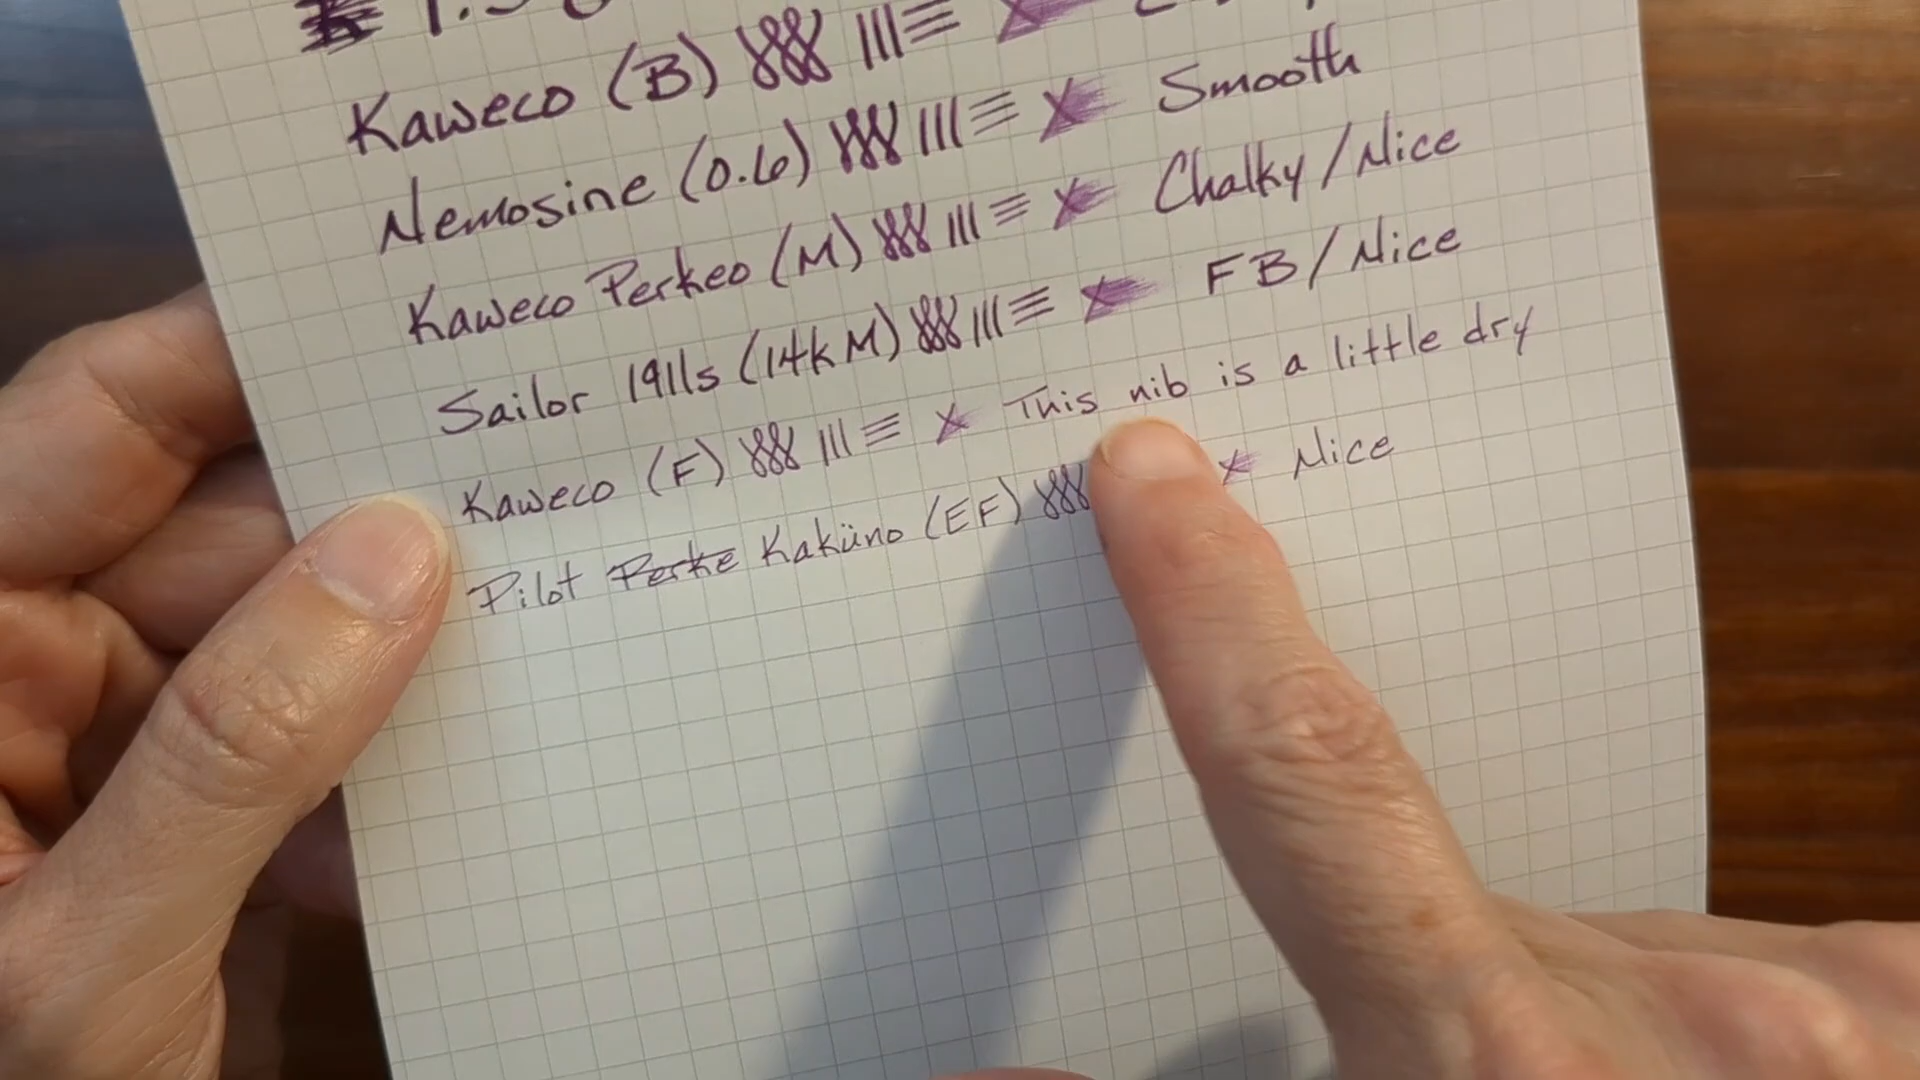 Kaweco (B)
Nemosine (0.6) Smooth
Kaweco Perkeo (M) Chalky/Nice
Sailor 1911s (14k M) FB/Nice
Kaweco (F) This nib is a little dry
Pilot Perke Kaküno (EF) Nice